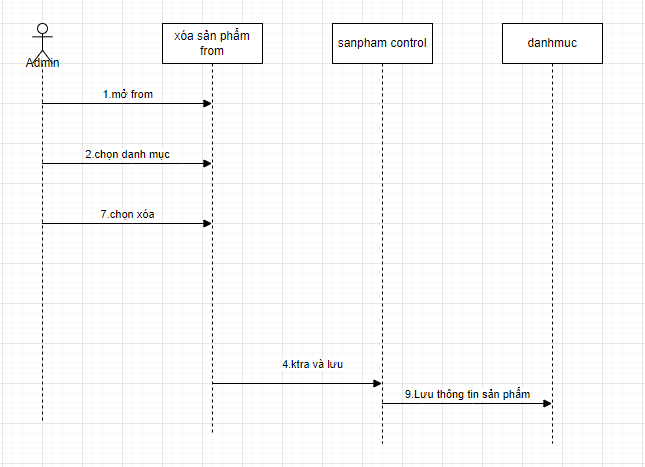 xóa sản phẩm
from
sanpham control
danhmuc
Admin
1.mở from
2.chọn danh mục
7.chọn xóa
4.ktra và lưu
9.Lưu thông tin sản phẩm